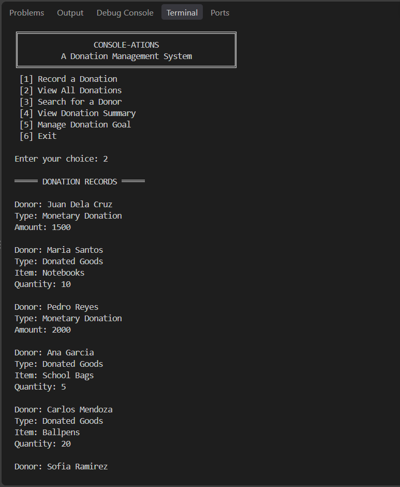 Problems Output Debug Console Terminal Ports
CONSOLE-ATIONS
A Donation Management System
[1] Record a Donation
[2] View All Donations
[3] Search for a Donor
[4] View Donation Summary
[5] Manage Donation Goal
[6] Exit
Enter your choice: 2
===== DONATION RECORDS =====
Donor: Juan Dela Cruz
Type: Monetary Donation
Amount: 1500
Donor: Maria Santos
Type: Donated Goods
Item: Notebooks
Quantity: 10
Donor: Pedro Reyes
Type: Monetary Donation
Amount: 2000
Donor: Ana Garcia
Type: Donated Goods
Item: School Bags
Quantity: 5
Donor: Carlos Mendoza
Type: Donated Goods
Item: Ballpens
Quantity: 20
Donor: Sofia Ramirez